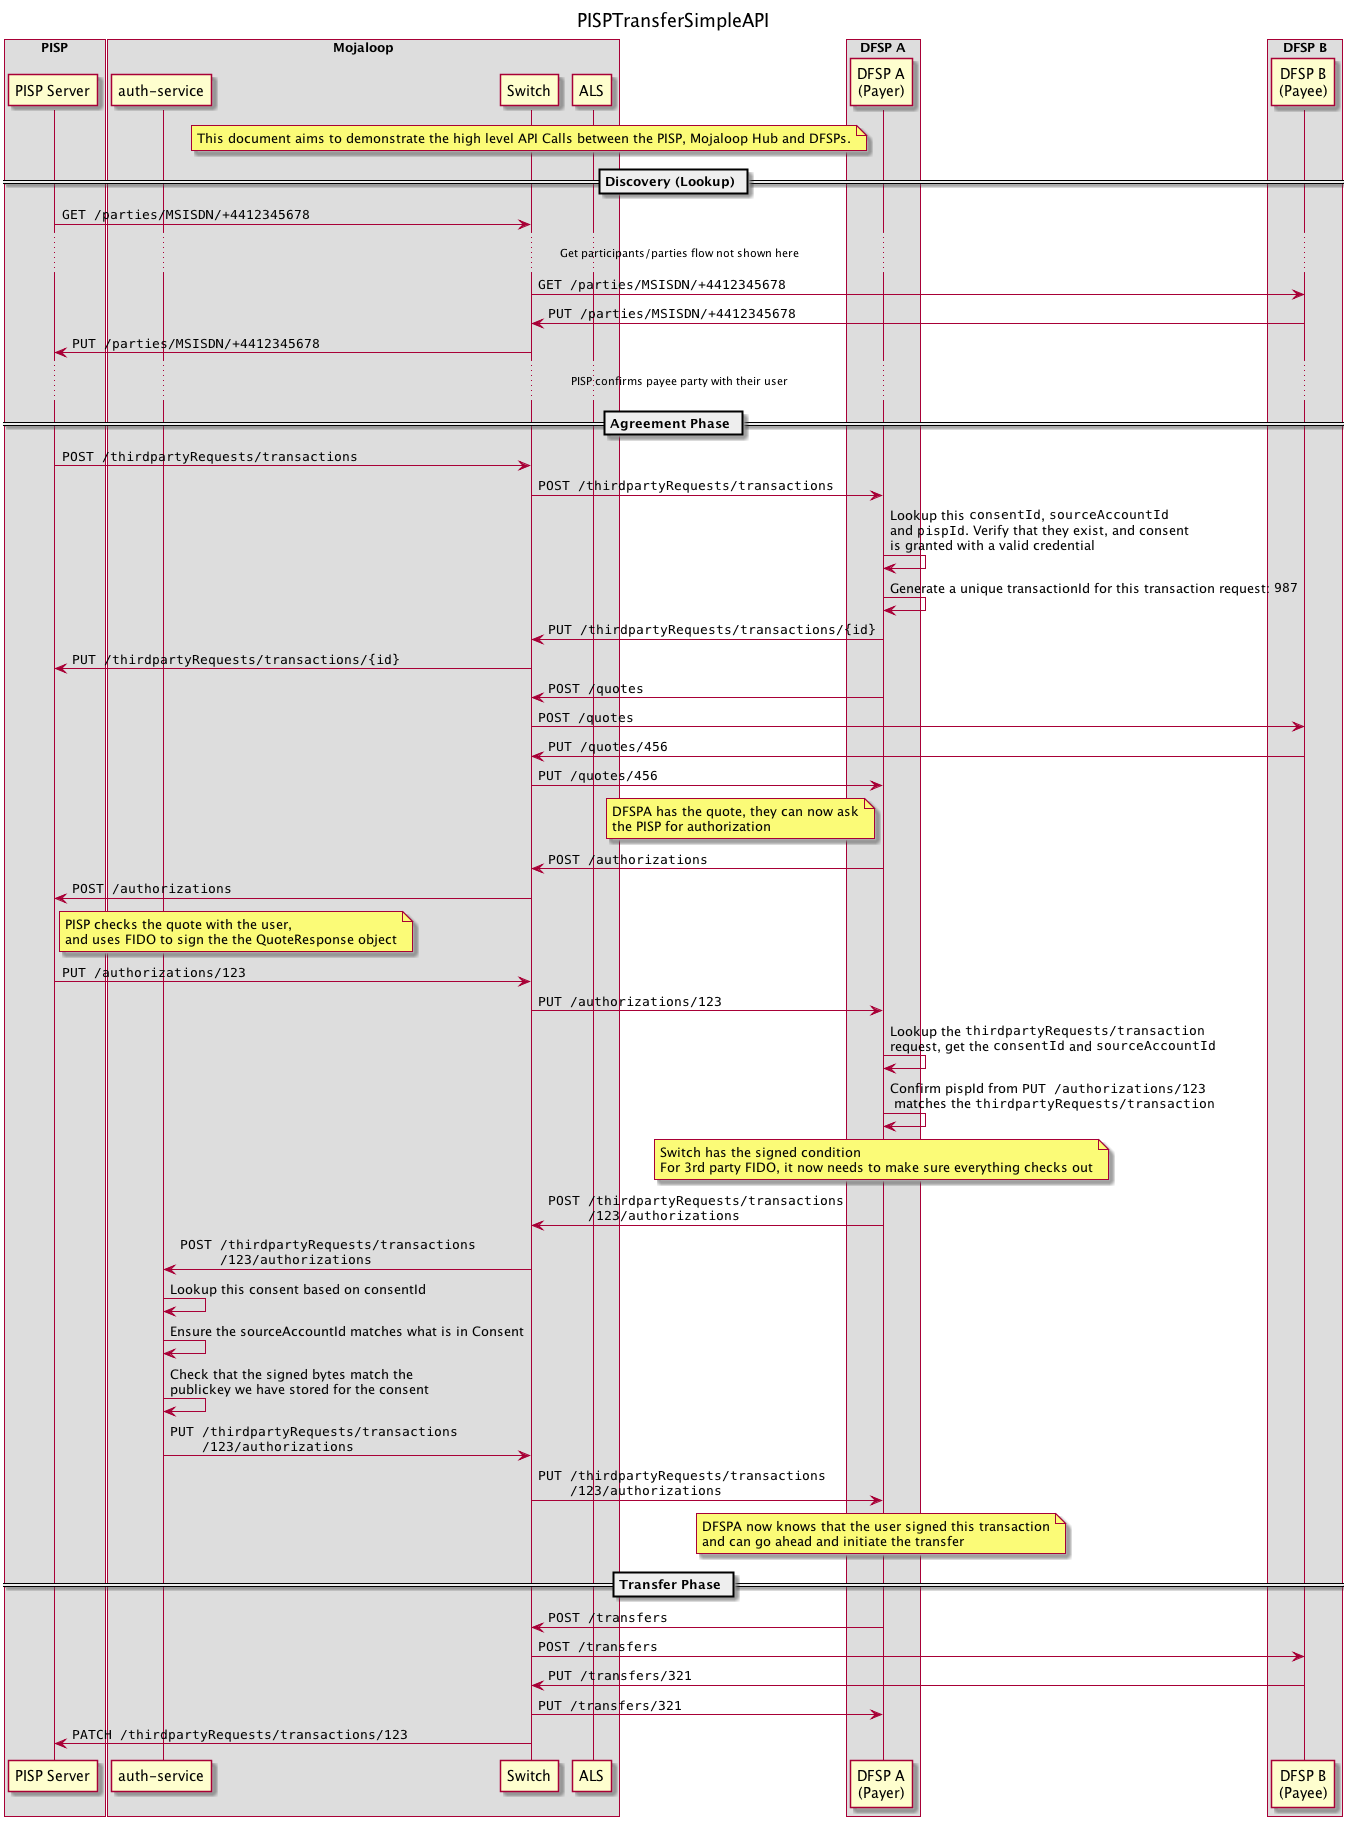 PISPTransferSimpleAPI
PISP
Mojaloop
DFSP A
DFSP B
PISP Server
auth-service
Switch
ALS
DFSP A
(Payer)
DFSP B
(Payee)
This document aims to demonstrate the high level API Calls between the PISP, Mojaloop Hub and DFSPs.
Discovery (Lookup)
GET /parties/MSISDN/+4412345678
Get participants/parties flow not shown here
GET /parties/MSISDN/+4412345678
PUT /parties/MSISDN/+4412345678
PUT /parties/MSISDN/+4412345678
PISP confirms payee party with their user
Agreement Phase
POST /thirdpartyRequests/transactions
POST /thirdpartyRequests/transactions
Lookup this consentId, sourceAccountId
and pispId. Verify that they exist, and consent
is granted with a valid credential
Generate a unique transactionId for this transaction request: 987
PUT /thirdpartyRequests/transactions/{id}
PUT /thirdpartyRequests/transactions/{id}
POST /quotes
POST /quotes
PUT /quotes/456
PUT /quotes/456
DFSPA has the quote, they can now ask
the PISP for authorization
POST /authorizations
POST /authorizations
PISP checks the quote with the user,
and uses FIDO to sign the the QuoteResponse object
PUT /authorizations/123
PUT /authorizations/123
Lookup the thirdpartyRequests/transaction
request, get the consentId and sourceAccountId
Confirm pispId from PUT /authorizations/123
matches the thirdpartyRequests/transaction
Switch has the signed condition
For 3rd party FIDO, it now needs to make sure everything checks out
POST /thirdpartyRequests/transactions
/123/authorizations
POST /thirdpartyRequests/transactions
/123/authorizations
Lookup this consent based on consentId
Ensure the sourceAccountId matches what is in Consent
Check that the signed bytes match the
publickey we have stored for the consent
PUT /thirdpartyRequests/transactions
/123/authorizations
PUT /thirdpartyRequests/transactions
/123/authorizations
DFSPA now knows that the user signed this transaction
and can go ahead and initiate the transfer
Transfer Phase
POST /transfers
POST /transfers
PUT /transfers/321
PUT /transfers/321
PATCH /thirdpartyRequests/transactions/123
PISP Server
auth-service
Switch
ALS
DFSP A
(Payer)
DFSP B
(Payee)